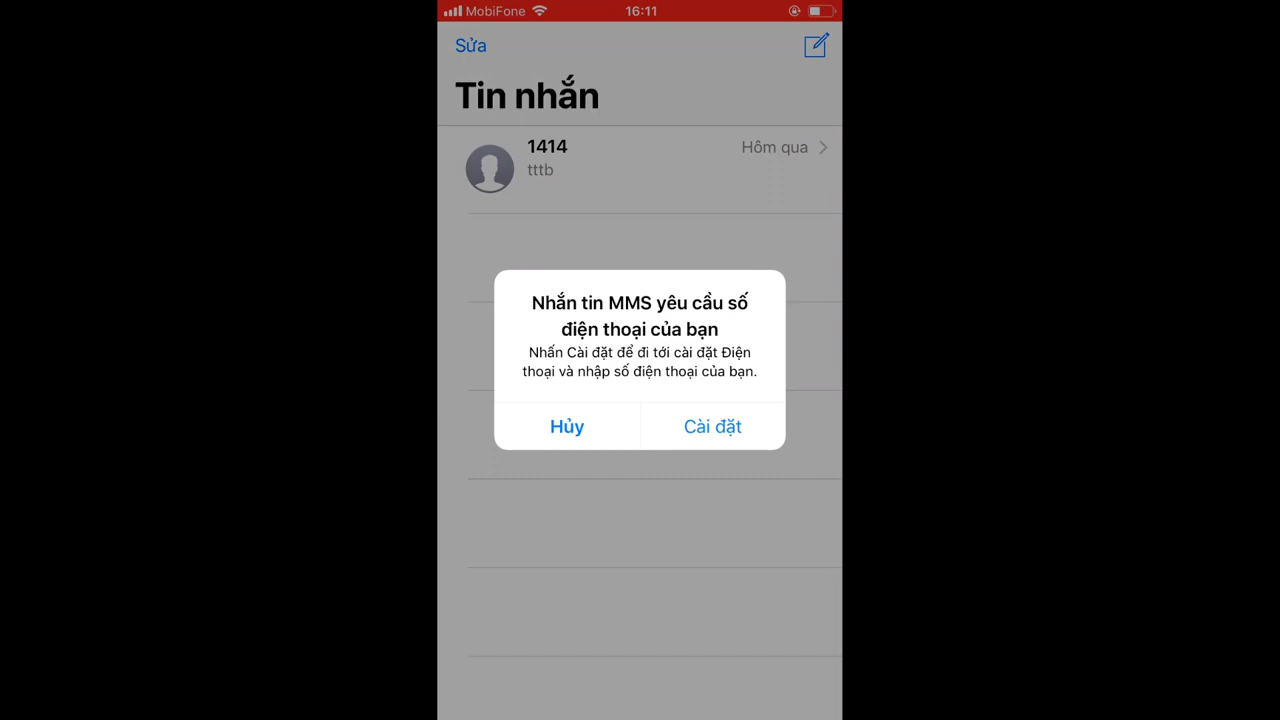 MobiFone 16:11
Sửa
Tin nhắn
1414 Hôm qua
tttb
Nhắn tin MMS yêu cầu số
điện thoại của bạn
Nhấn Cài đặt để đi tới cài đặt Điện
thoại và nhập số điện thoại của bạn.
Hủy Cài đặt